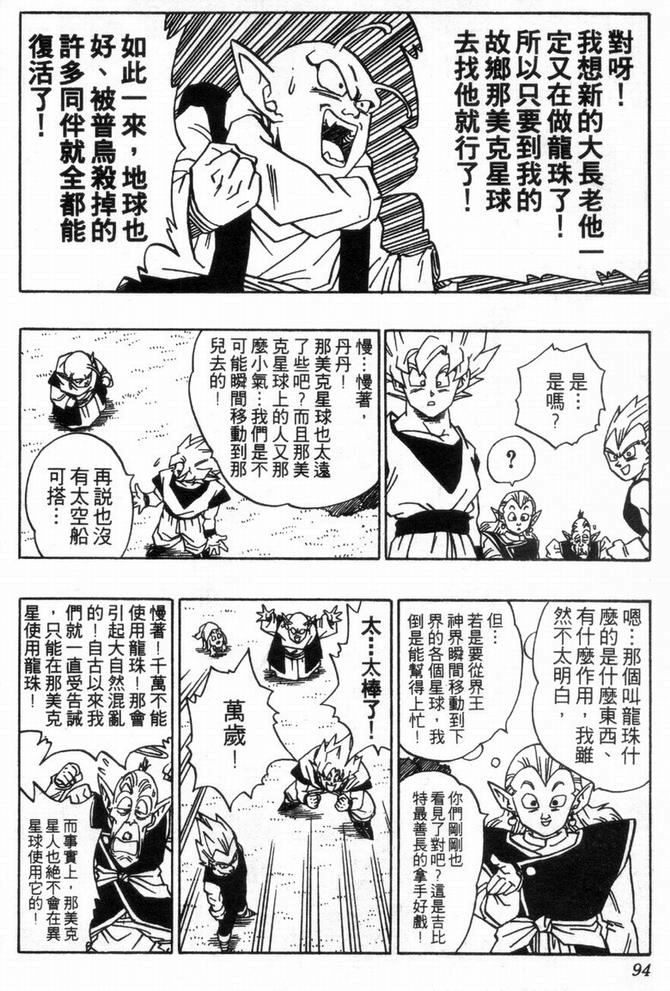 對呀！
我想新的大長老他一
定又在做龍珠了！
所以只要到我的
故鄉那美克星球
去找他就行了！
如此一來，地球也
好、被普烏殺掉的
許多同伴就全都能
復活了！
是…
是嗎？
？
慢…慢著，
丹丹！
那美克星球也太遠
了些吧？而且那美
克星球上的人又那
麼小氣…我們是不
可能瞬間移動到那
兒去的！
再說也沒
有太空船
可搭…
嗯…那個叫龍珠什
麼的是什麼東西、
有什麼作用，我雖
然不太明白，
但…
若是要從界王
神界瞬間移動到下
界的各個星球，我
倒是能幫得上忙！
你們剛剛也
看見了對吧？這是吉比
特最善長的拿手好戲！
太…太棒了！
萬歲！
慢著！千萬不能
使用龍珠！那會
引起大自然混亂
的！自古以來我
們就一直受告誡
，只能在那美克
星使用龍珠！
而事實上，那美克
星人也絕不會在異
星球使用它的！
94